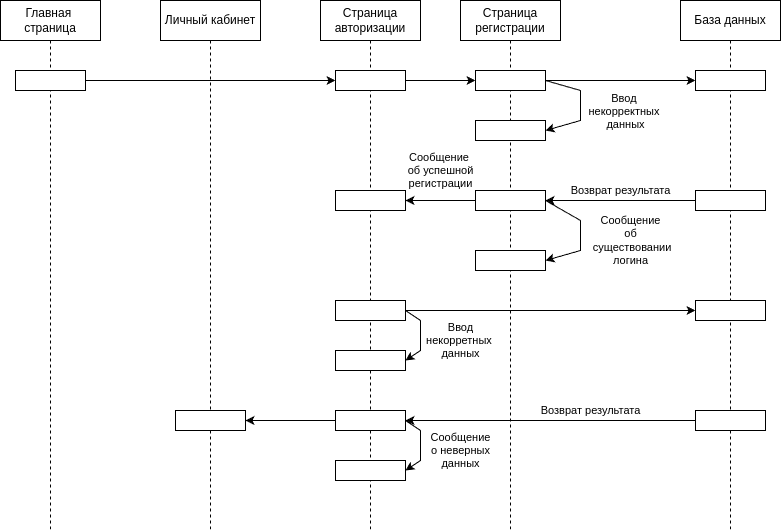 Главная
страница
Личный кабинет
Страница
авторизации
Страница
регистрации
База данных
Ввод
некорректных
данных
Сообщение
об успешной
регистрации
Возврат результата
Сообщение
об
существовании
логина
Ввод
некорретных
данных
Возврат результата
Сообщение
о неверных
данных